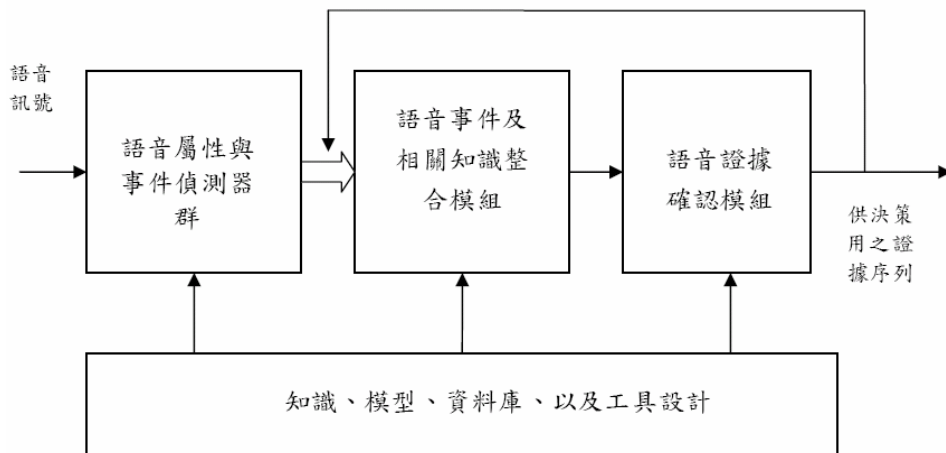 語音
訊號
語音屬性與
事件偵測器
群
語音事件及
相關知識整
合模組
語音證據
確認模組
供決策
用之證
據序列
知識、模型、資料庫、以及工具設計